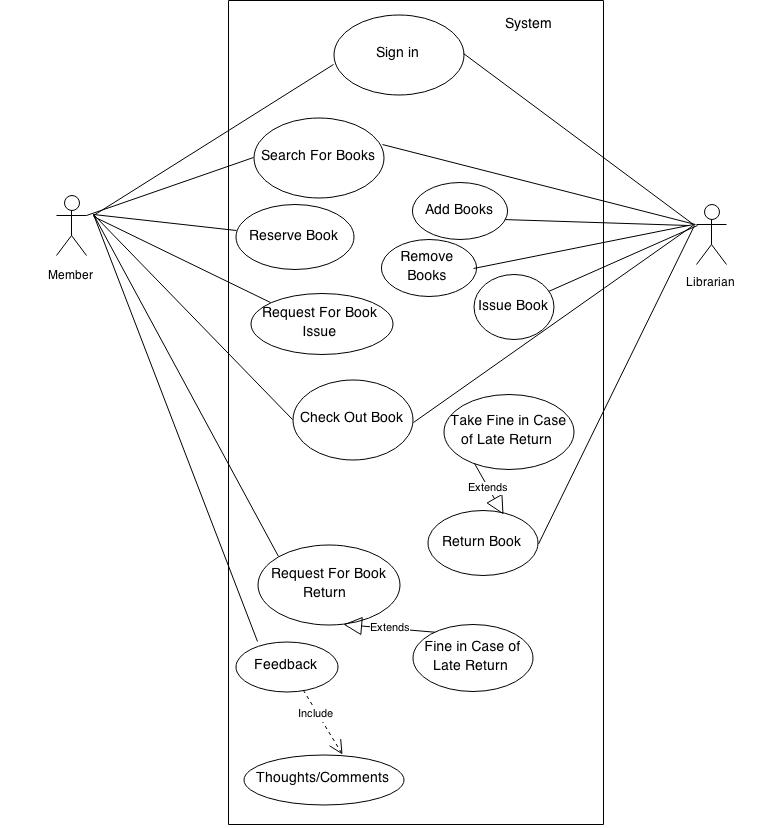 System
Sign in
Search For Books
Add Books
Reserve Book
Remove
Books
Member
Librarian
Issue Book
Request For Book
Issue
Check Out Book
Take Fine in Case
of Late Return
Extends
Return Book
Request For Book
Return
Extends
Fine in Case of
Late Return
Feedback
Include
Thoughts/Comments